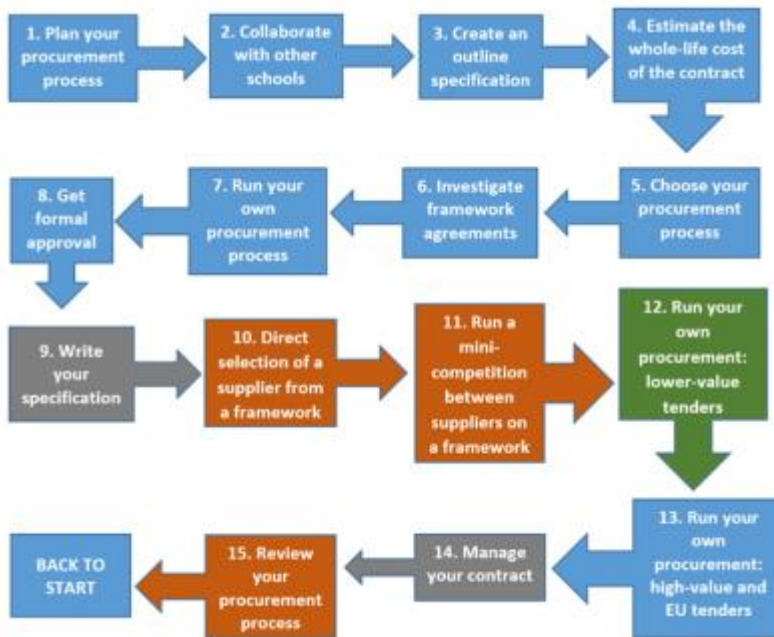 1. Plan your
procurement
process
2. Collaborate
with other
schools
3. Create an
outline
specification
4. Estimate the
whole-life cost
of the contract
5. Choose your
procurement
process
6. Investigate
framework
agreements
7. Run your
own
procurement
process
8. Get
formal
approval
9. Write
your
specification
10. Direct
selection of a
supplier from
a framework
11. Run a
mini-
competition
between
suppliers on
a framework
12. Run your
own
procurement:
lower-value
tenders
13. Run your
own
procurement:
high-value and
EU tenders
14. Manage
your contract
15. Review
your
procurement
process
BACK TO
START